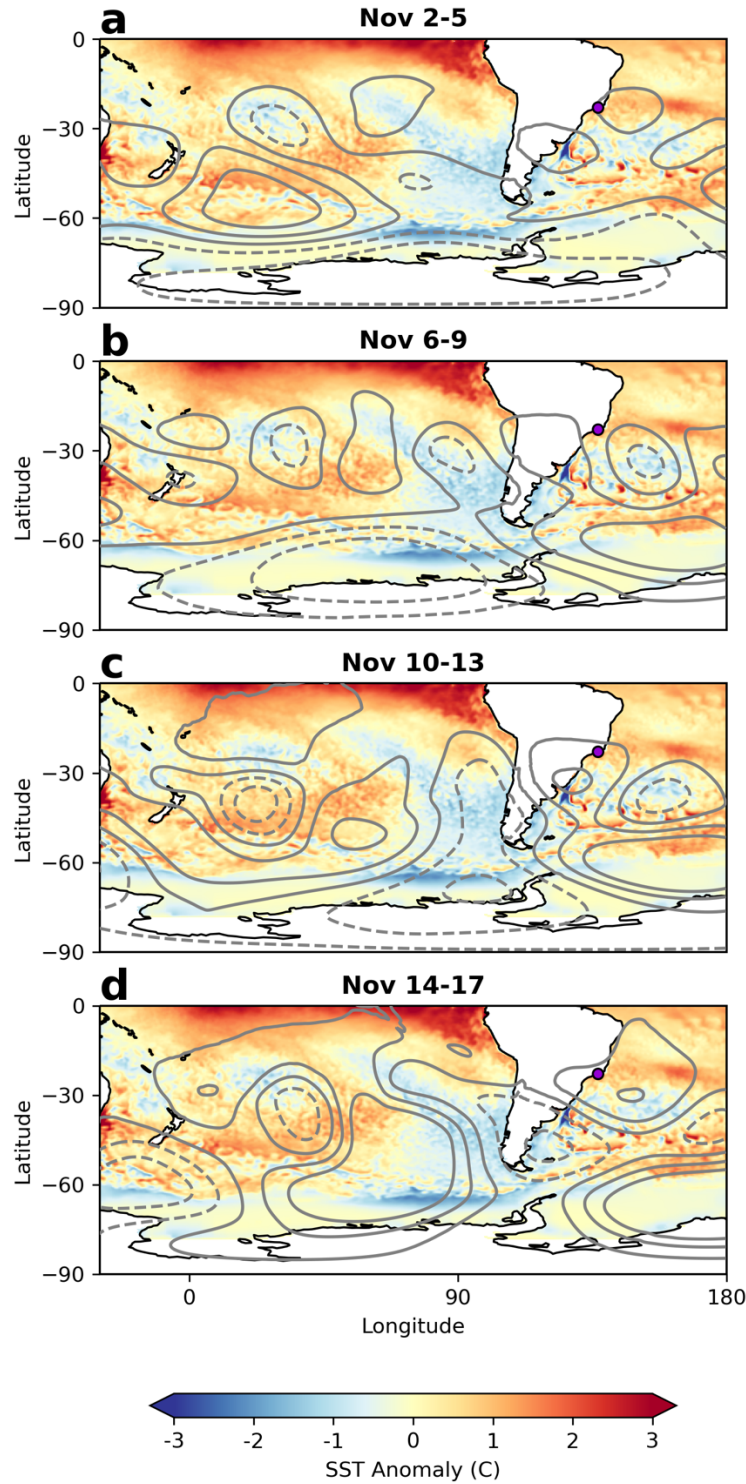 a
Nov 2-5
0
−30
−60
−90
Latitude
b
Nov 6-9
0
−30
−60
−90
Latitude
c
Nov 10-13
0
−30
−60
−90
Latitude
d
Nov 14-17
0
−30
−60
−90
Latitude
0 90 180
Longitude
-3 -2 -1 0 1 2 3
SST Anomaly (C)